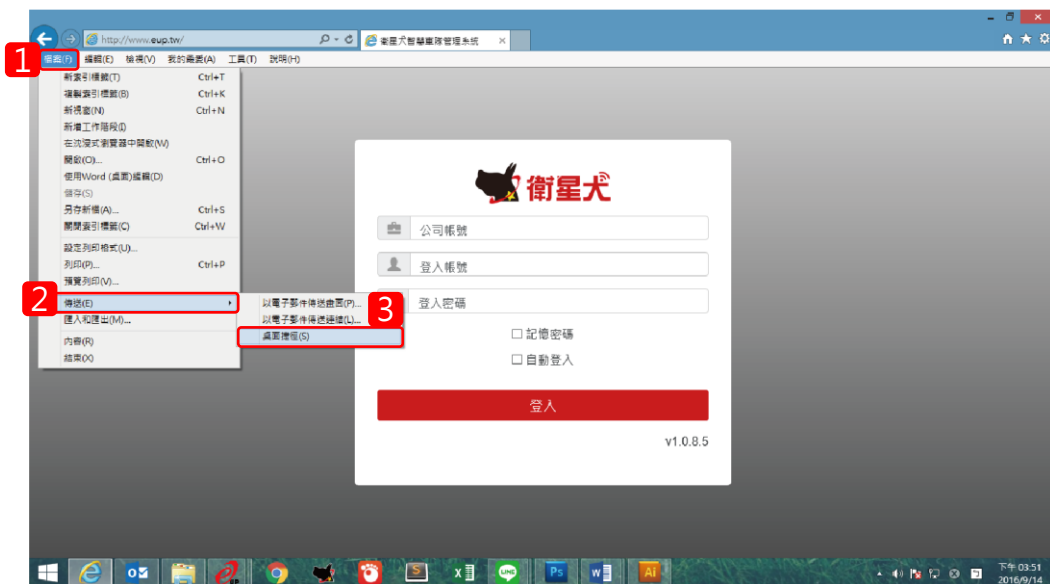 http://www.eup.tw/
衛星犬智慧車隊管理系統
1
檔案(F) 編輯(E) 檢視(V) 我的最愛(A) 工具(T) 說明(H)
新索引標籤(T) Ctrl+T
複製索引標籤(B) Ctrl+K
新視窗(N) Ctrl+N
新增工作階段(I)
在沈浸式瀏覽器中開啟(W)
開啟(O)... Ctrl+O
使用Word (桌面)編輯(D)
儲存(S)
另存新檔(A)... Ctrl+S
關閉索引標籤(C) Ctrl+W
設定列印格式(U)...
列印(P)... Ctrl+P
預覽列印(V)...
2
傳送(E)
匯入和匯出(M)...
內容(R)
結束(X)
以電子郵件傳送畫面(P)...
以電子郵件傳送連結(L)...
3
桌面捷徑(S)
衛星犬
公司帳號
登入帳號
登入密碼
記憶密碼
自動登入
登入
v1.0.8.5
下午 03:51
2016/9/14